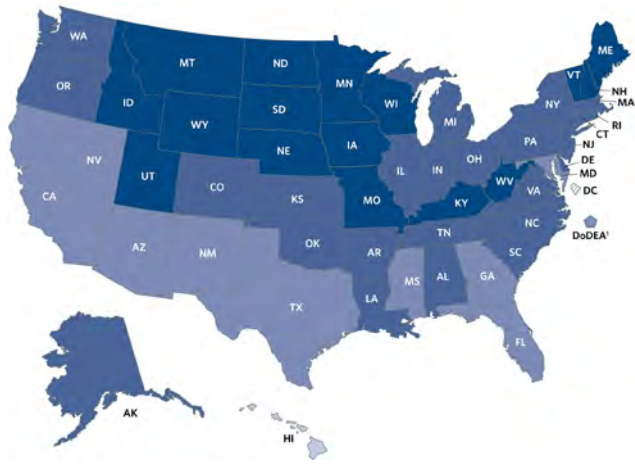 WA
MT
ND
MN
ME
VT
OR
ID
WY
SD
WI
MI
NY
NH
MA
RI
CT
NJ
DE
MD
DC
NE
IA
PA
NV
UT
CO
IL
IN
OH
WV
VA
CA
KS
MO
KY
NC
DoDEA¹
AZ
NM
OK
AR
TN
SC
MS
AL
GA
TX
LA
FL
AK
HI